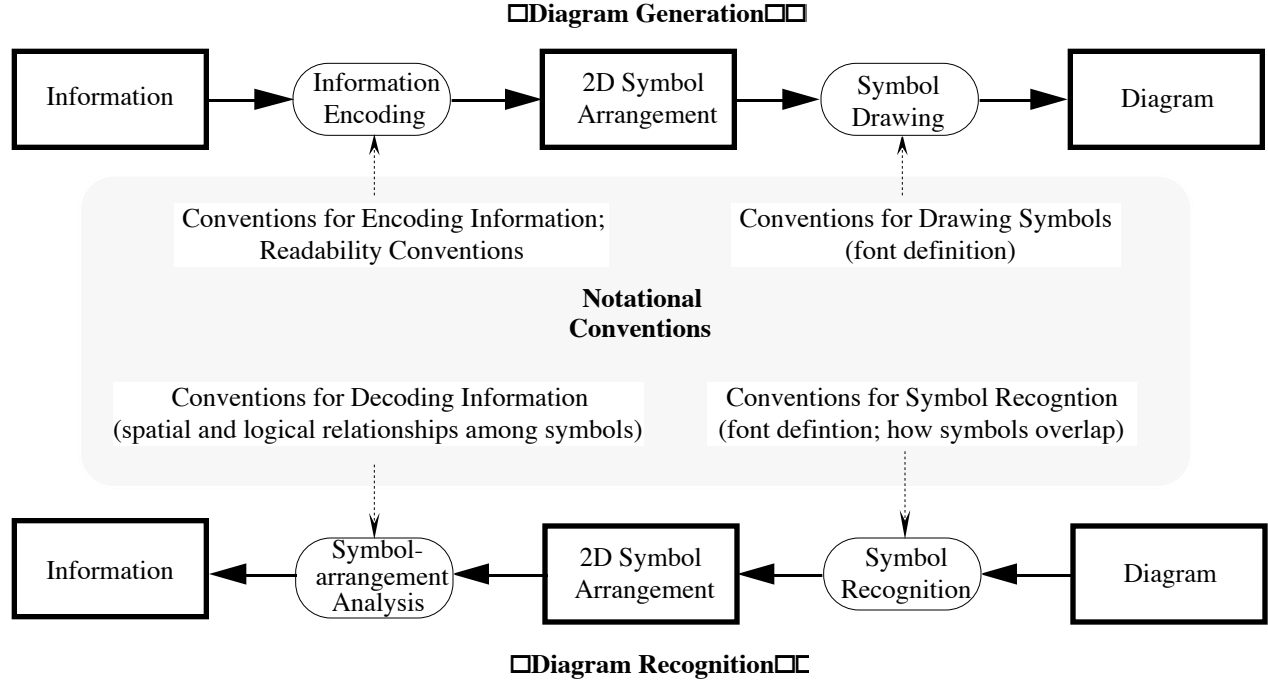 □Diagram Generation□□
Information
Information
Encoding
2D Symbol
Arrangement
Symbol
Drawing
Diagram
Conventions for Encoding Information;
Readability Conventions
Conventions for Drawing Symbols
(font definition)
Notational
Conventions
Conventions for Decoding Information
(spatial and logical relationships among symbols)
Conventions for Symbol Recogntion
(font defintion; how symbols overlap)
Information
Symbol-
arrangement
Analysis
2D Symbol
Arrangement
Symbol
Recognition
Diagram
□Diagram Recognition□□